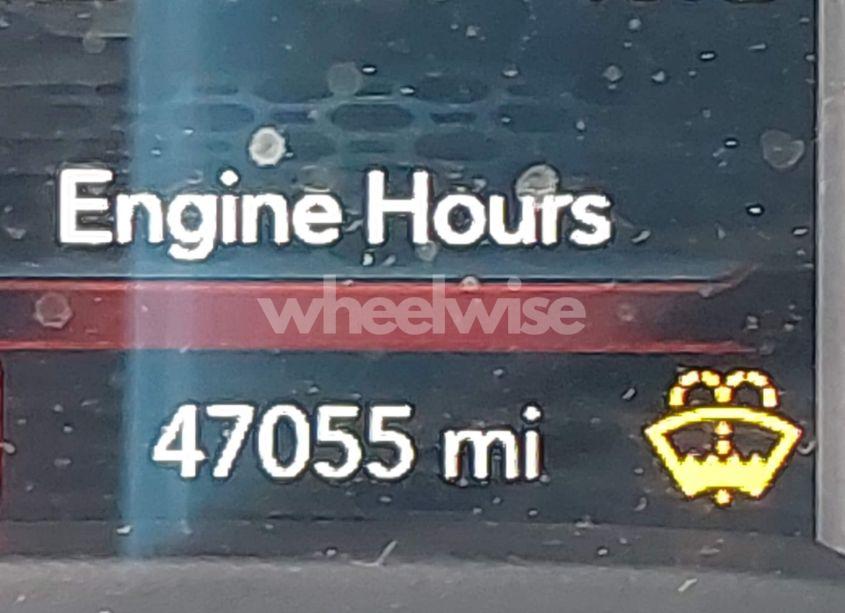 Engine Hours
wheelwise
47055 mi